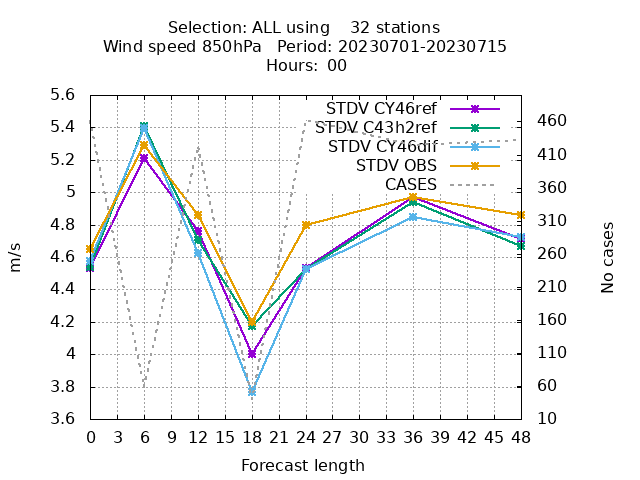 Selection: ALL using    32 stations
Wind speed 850hPa   Period: 20230701-20230715
Hours:  00
STDV CY46ref
STDV C43h2ref
STDV CY46dif
STDV OBS
CASES
5.6
5.4
5.2
5
4.8
4.6
4.4
4.2
4
3.8
3.6
m/s
460
410
360
310
260
210
160
110
60
10
No cases
0 3 6 9 12 15 18 21 24 27 30 33 36 39 42 45 48
Forecast length